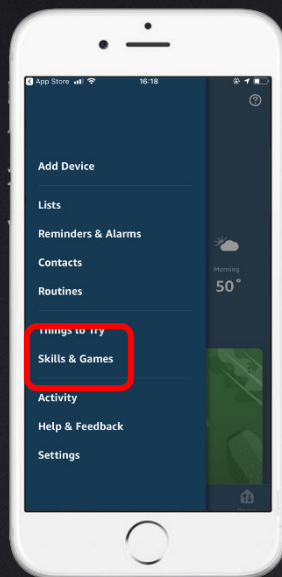 App Store 16:18
Add Device
Lists
Reminders & Alarms
Contacts
Routines
Morning
50°
Things to Try
Skills & Games
Activity
Help & Feedback
Settings